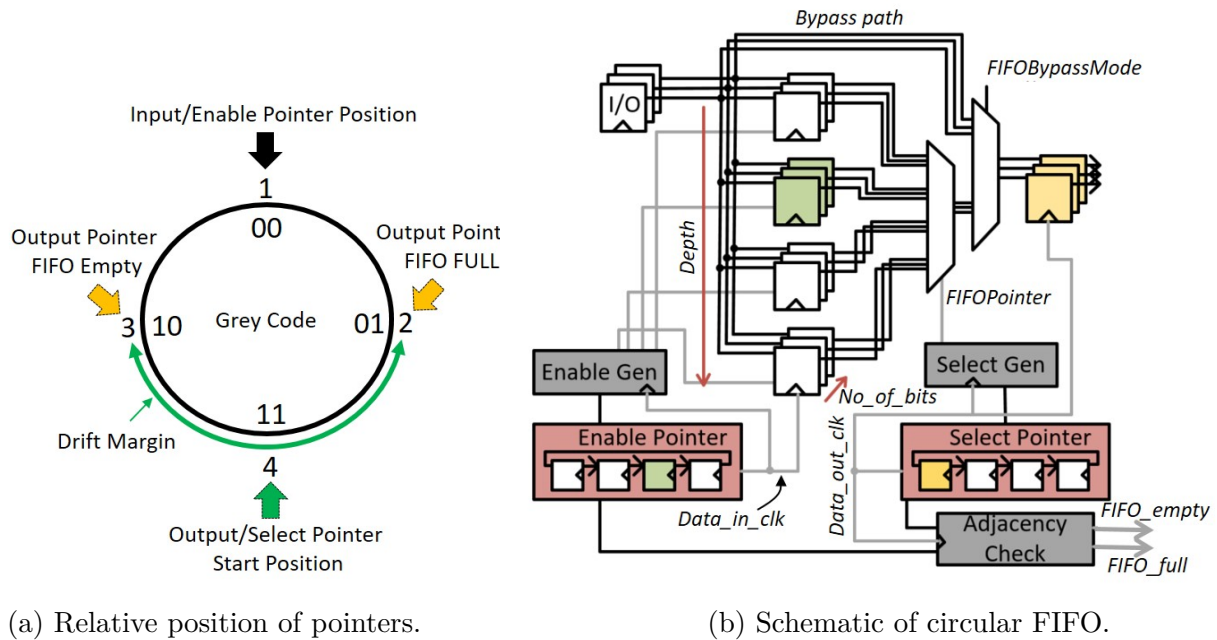 Input/Enable Pointer Position
1
00
Output Pointer
FIFO Empty
Output Point
FIFO FULL
3
10
Grey Code
01
2
11
Drift Margin
4
Output/Select Pointer
Start Position
(a) Relative position of pointers.
Bypass path
FIFOBypassMode
I/O
Depth
FIFOPointer
Enable Gen
Select Gen
No_of_bits
Enable Pointer
Data_out_clk
Select Pointer
Data_in_clk
FIFO_empty
Adjacency
Check
FIFO_full
(b) Schematic of circular FIFO.